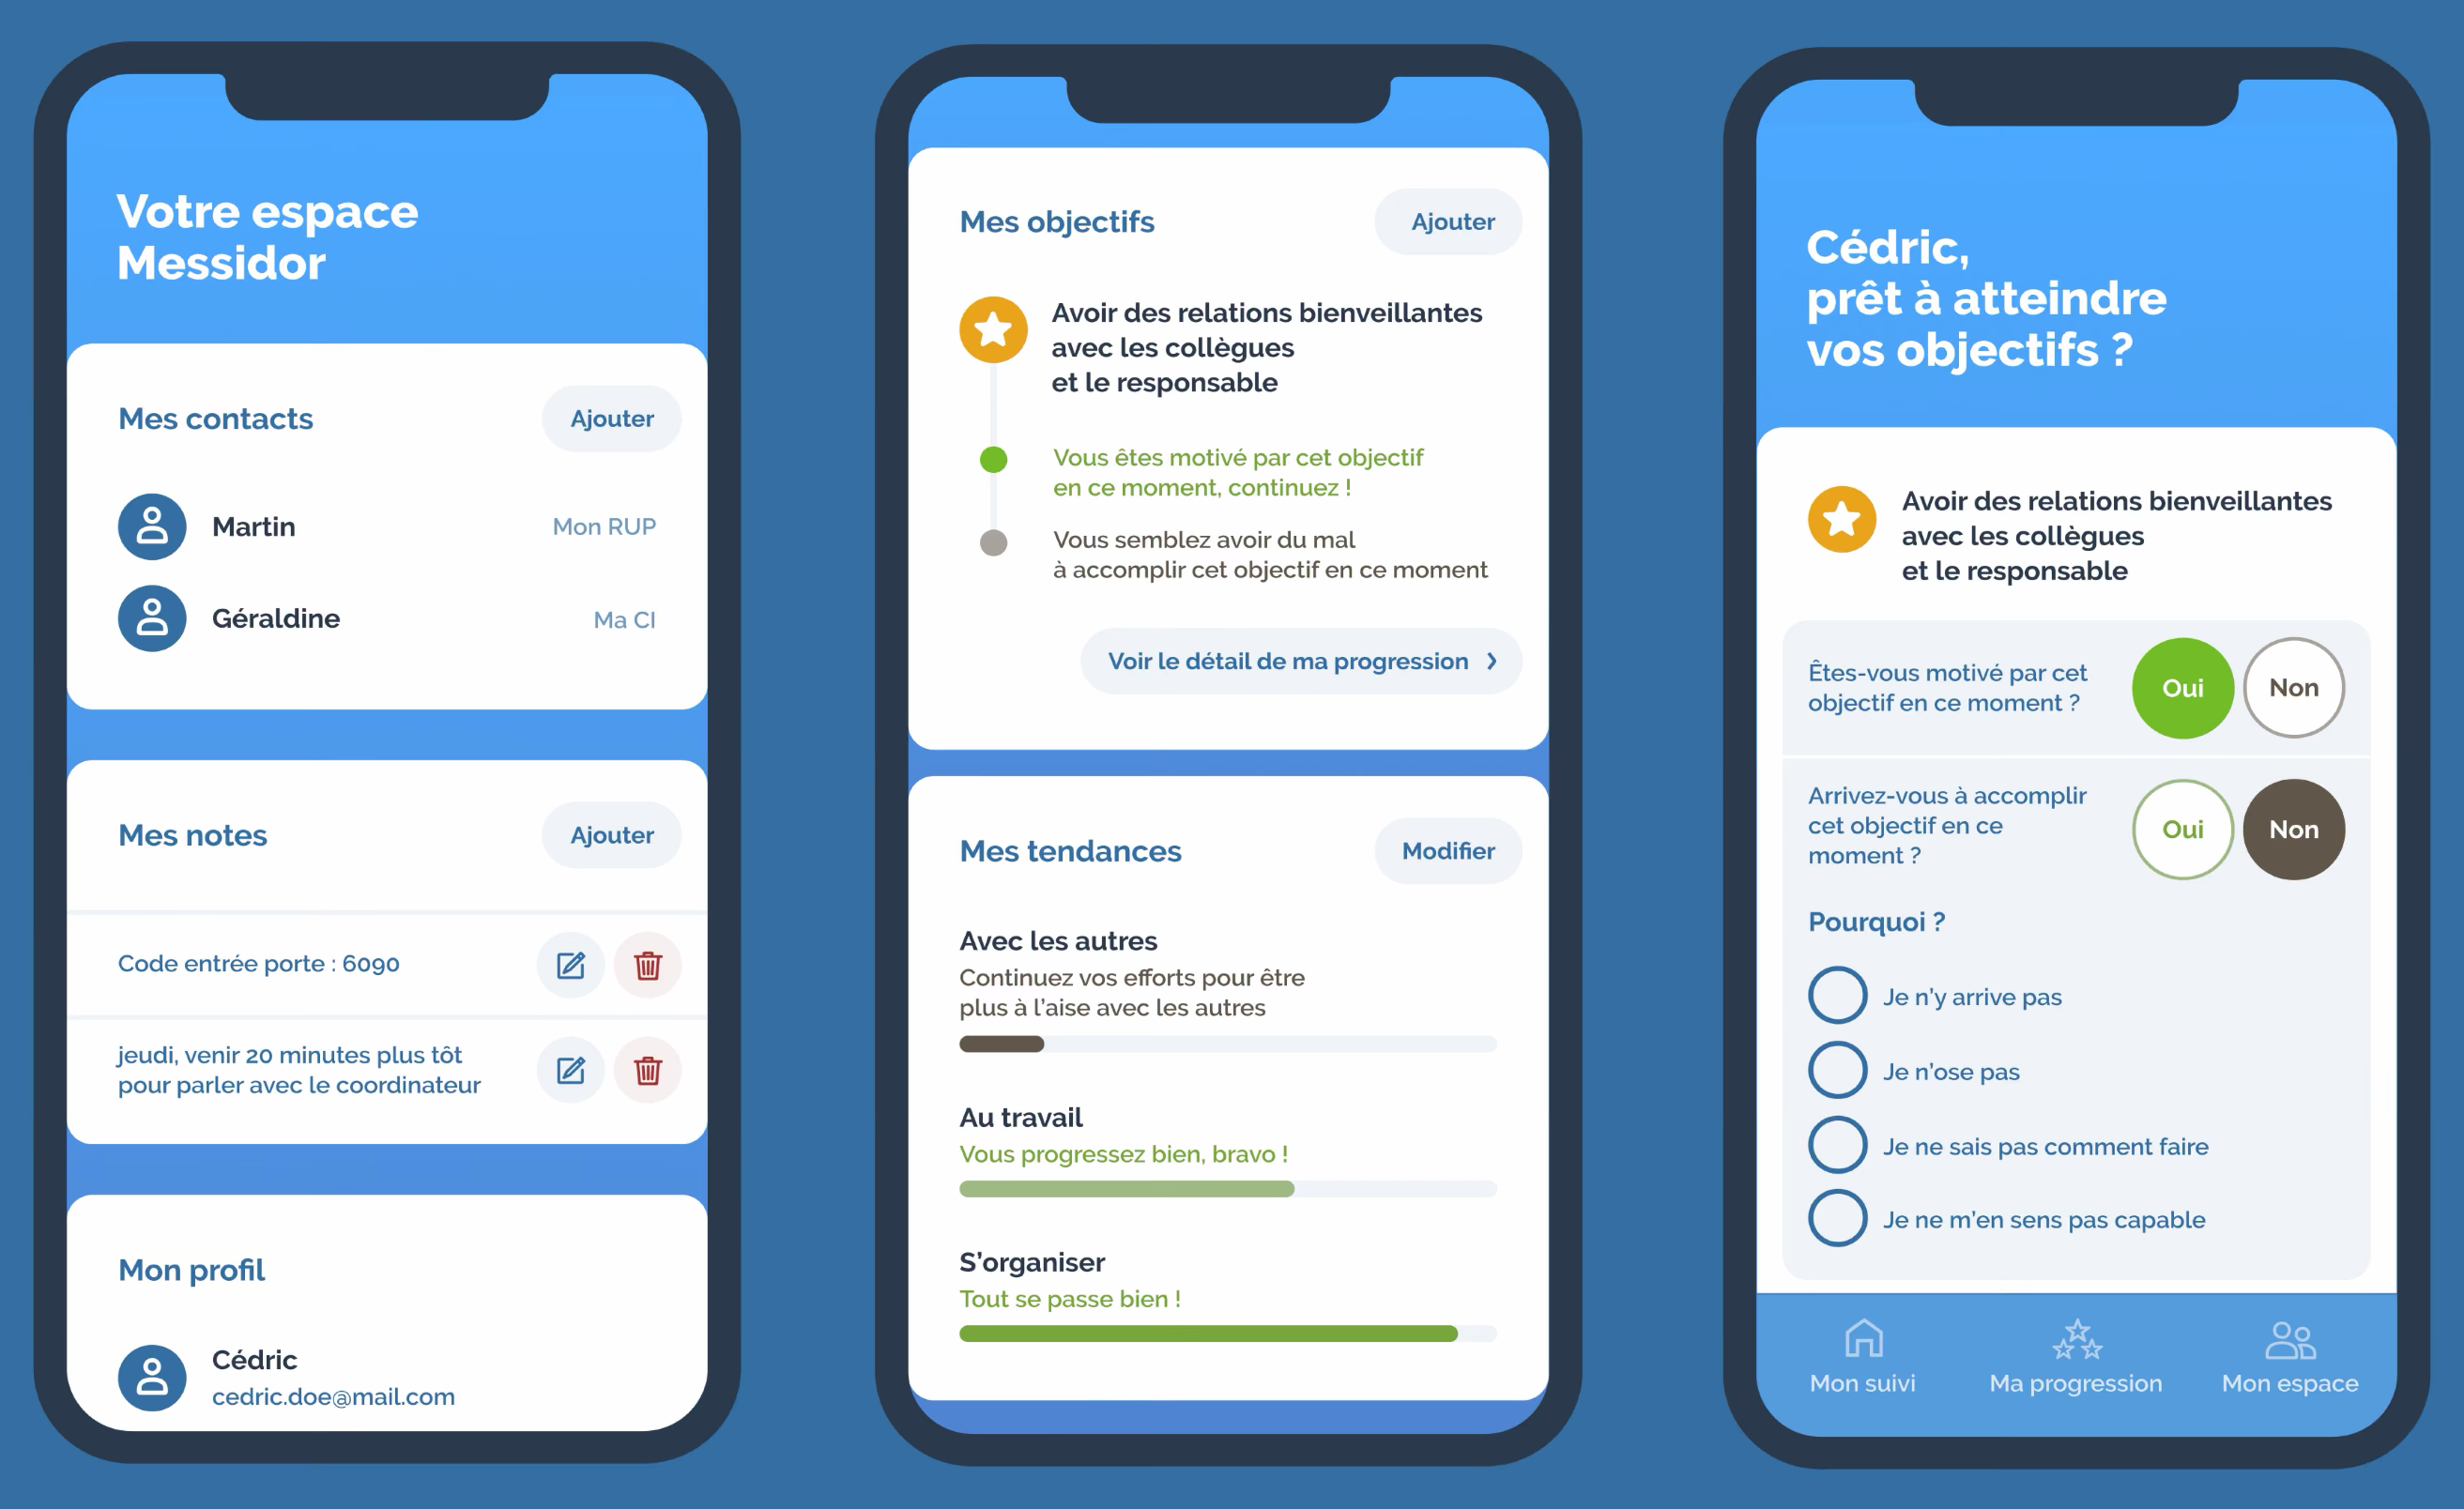 Votre espace
Messidor
Mes contacts
Ajouter
Martin
Mon RUP
Géraldine
Ma CI
Mes notes
Ajouter
Code entrée porte : 6090
jeudi, venir 20 minutes plus tôt
pour parler avec le coordinateur
Mon profil
Cédric
cedric.doe@mail.com
Mes objectifs
Ajouter
Avoir des relations bienveillantes
avec les collègues
et le responsable
Vous êtes motivé par cet objectif
en ce moment, continuez !
Vous semblez avoir du mal
à accomplir cet objectif en ce moment
Voir le détail de ma progression
Mes tendances
Modifier
Avec les autres
Continuez vos efforts pour être
plus à l'aise avec les autres
Au travail
Vous progressez bien, bravo !
S'organiser
Tout se passe bien !
Cédric,
prêt à atteindre
vos objectifs ?
Avoir des relations bienveillantes
avec les collègues
et le responsable
Êtes-vous motivé par cet
objectif en ce moment ?
Oui
Non
Arrivez-vous à accomplir
cet objectif en ce
moment ?
Oui
Non
Pourquoi ?
Je n'y arrive pas
Je n'ose pas
Je ne sais pas comment faire
Je ne m'en sens pas capable
Mon suivi
Ma progression
Mon espace